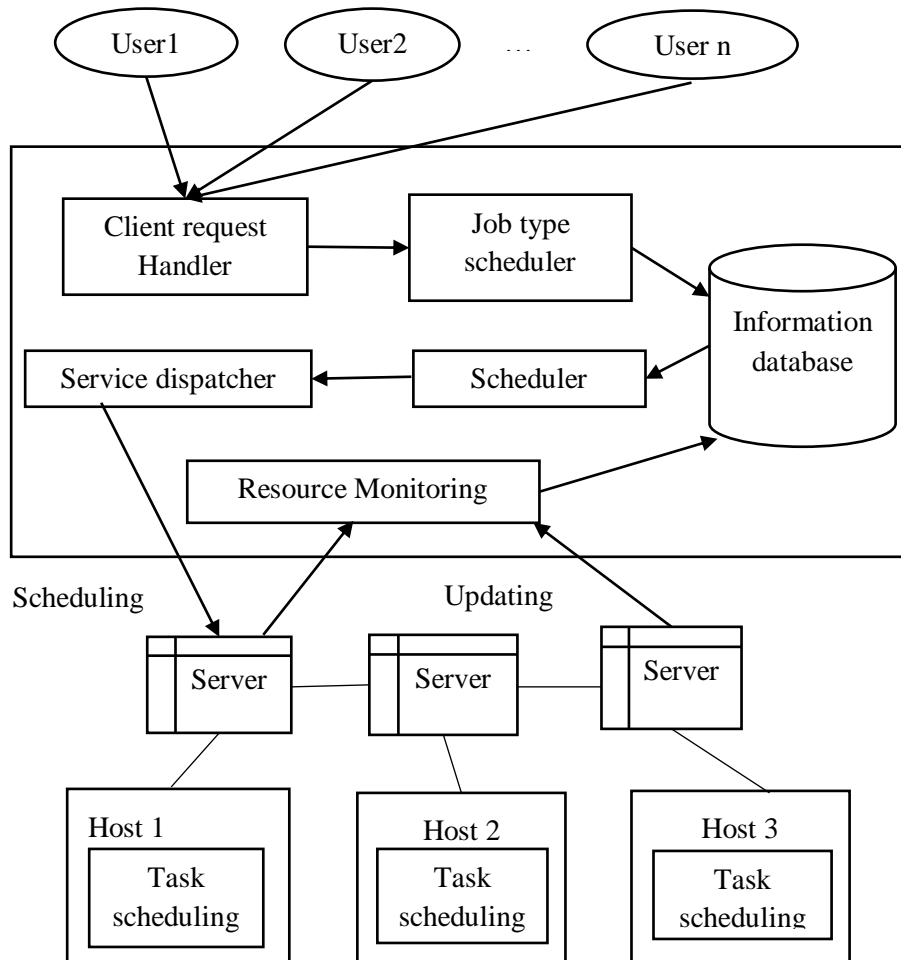 User1
User2
...
User n
Client request
Handler
Job type
scheduler
Information
database
Service dispatcher
Scheduler
Resource Monitoring
Scheduling
Updating
Server
Server
Server
Host 1
Task
scheduling
Host 2
Task
scheduling
Host 3
Task
scheduling